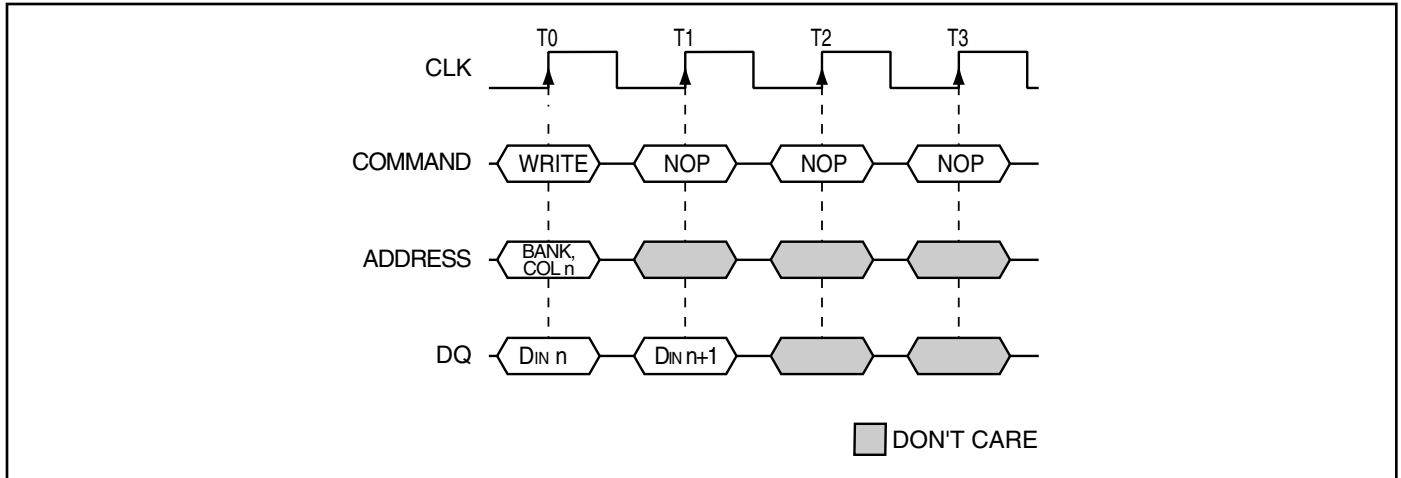 T0 T1 T2 T3
CLK
COMMAND WRITE NOP NOP NOP
ADDRESS BANK,
COL n
DQ DIN n DIN n+1
DON'T CARE